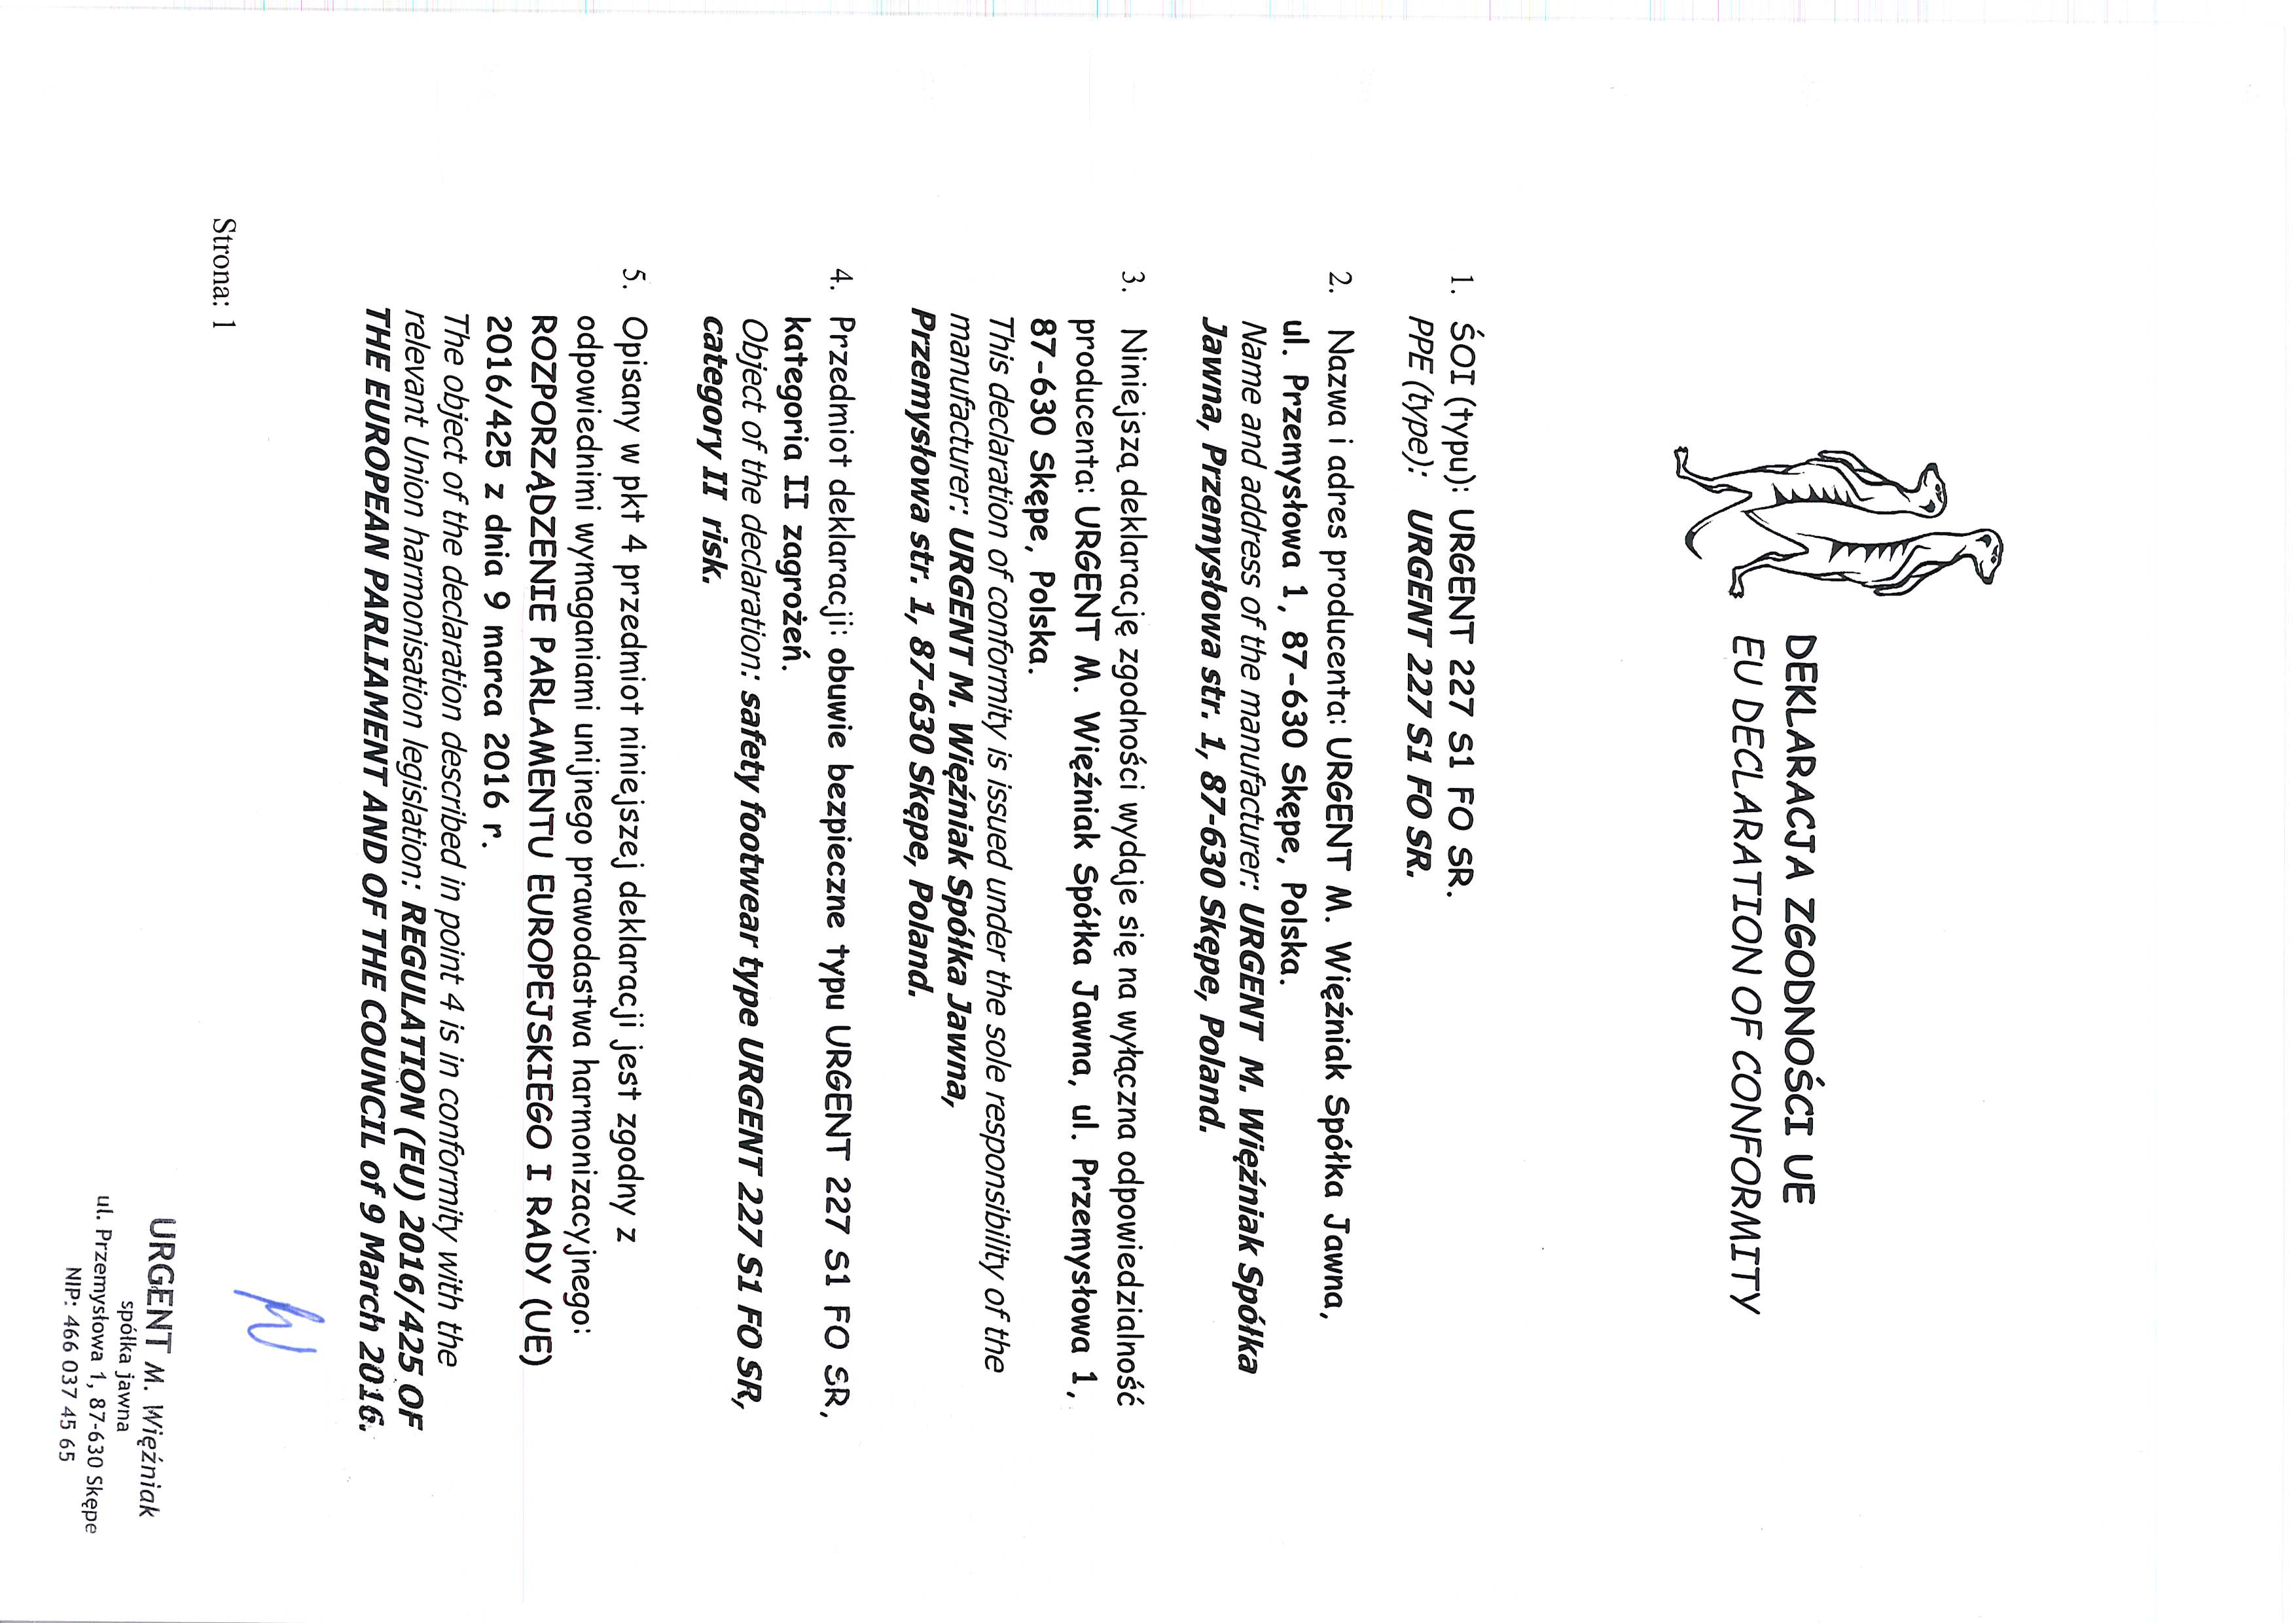 DEKLARACJA ZGODNOŚCI UE
EU DECLARATION OF CONFORMITY
1. ŚOI (typu): URGENT 227 S1 FO SR.
PPE (type): URGENT 227 S1 FO SR.
2. Nazwa i adres producenta: URGENT M. Więźniak Spółka Jawna,
ul. Przemysłowa 1, 87-630 Skępe, Polska.
Name and address of the manufacturer: URGENT M. Więźniak Spółka
Jawna, Przemysłowa str. 1, 87-630 Skępe, Poland.
3. Niniejszą deklarację zgodności wydaje się na wyłączna odpowiedzialność
producenta: URGENT M. Więźniak Spółka Jawna, ul. Przemysłowa 1,
87-630 Skępe, Polska.
This declaration of conformity is issued under the sole responsibility of the
manufacturer: URGENT M. Więźniak Spółka Jawna,
Przemysłowa str. 1, 87-630 Skępe, Poland.
4. Przedmiot deklaracji: obuwie bezpieczne typu URGENT 227 S1 FO SR,
kategoria II zagrożeń.
Object of the declaration: safety footwear type URGENT 227 S1 FO SR,
category II risk.
5. Opisany w pkt 4 przedmiot niniejszej deklaracji jest zgodny z
odpowiednimi wymaganiami unijnego prawodastwa harmonizacyjnego:
ROZPORZĄDZENIE PARLAMENTU EUROPEJSKIEGO I RADY (UE)
2016/425 z dnia 9 marca 2016 r.
The object of the declaration described in point 4 is in conformity with the
relevant Union harmonisation legislation: REGULATION (EU) 2016/425 OF
THE EUROPEAN PARLIAMENT AND OF THE COUNCIL of 9 March 2016.
Strona: 1
URGENT M. Więźniak
spółka jawna
ul. Przemysłowa 1, 87-630 Skępe
NIP: 466 037 45 65